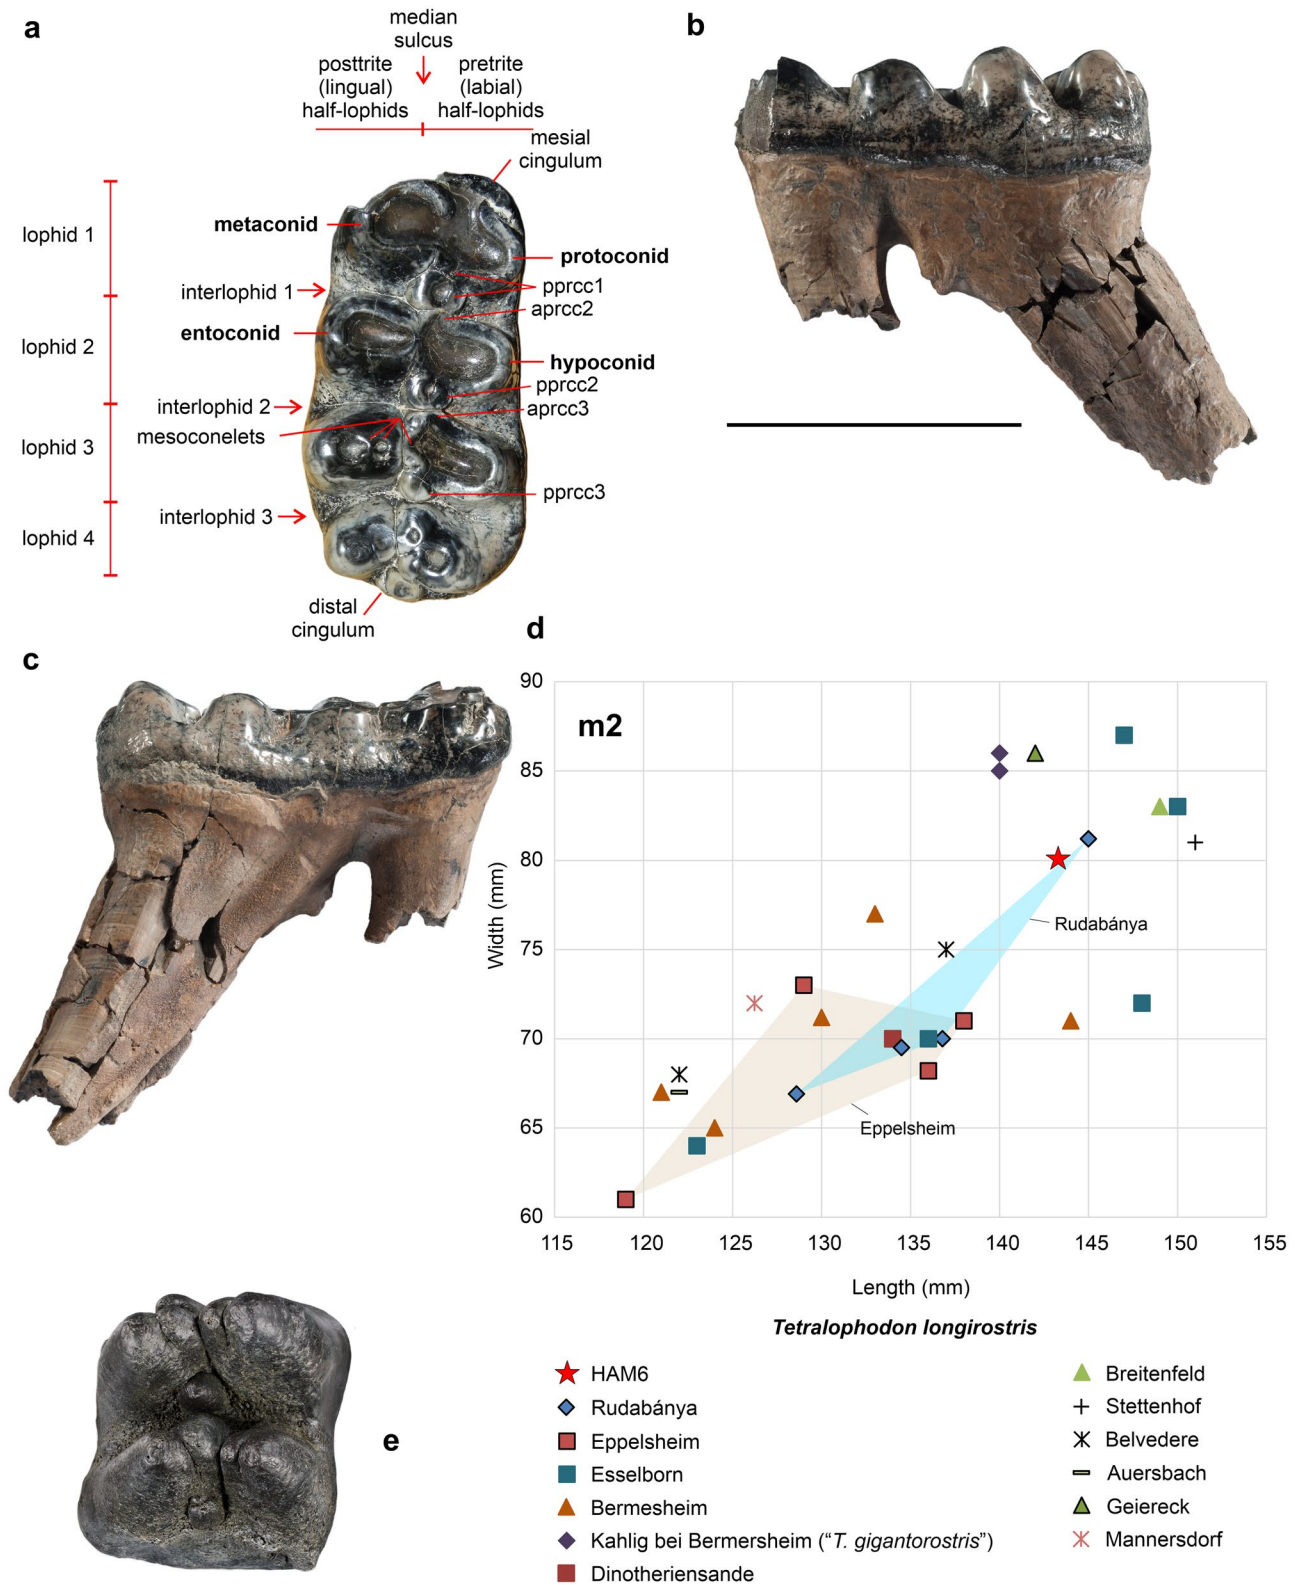 a
median
sulcus
posttrite
(lingual)
half-lophids
pretrite
(labial)
half-lophids
mesial
cingulum
lophid 1
metaconid
protoconid
interlophid 1
pprcc1
aprcc2
entoconid
lophid 2
hypoconid
pprcc2
interlophid 2
aprcc3
mesoconelets
lophid 3
pprcc3
interlophid 3
lophid 4
distal
cingulum
b
c
d
m2
90
85
80
75
70
65
60
Width (mm)
Rudabánya
Eppelsheim
115 120 125 130 135 140 145 150 155
Length (mm)
Tetralophodon longirostris
HAM6
Rudabánya
Eppelsheim
Esselborn
Bermesheim
Kahlig bei Bermersheim (“T. gigantorostris”)
Dinotheriensande
Breitenfeld
Stettenhof
Belvedere
Auersbach
Geiereck
Mannersdorf
e